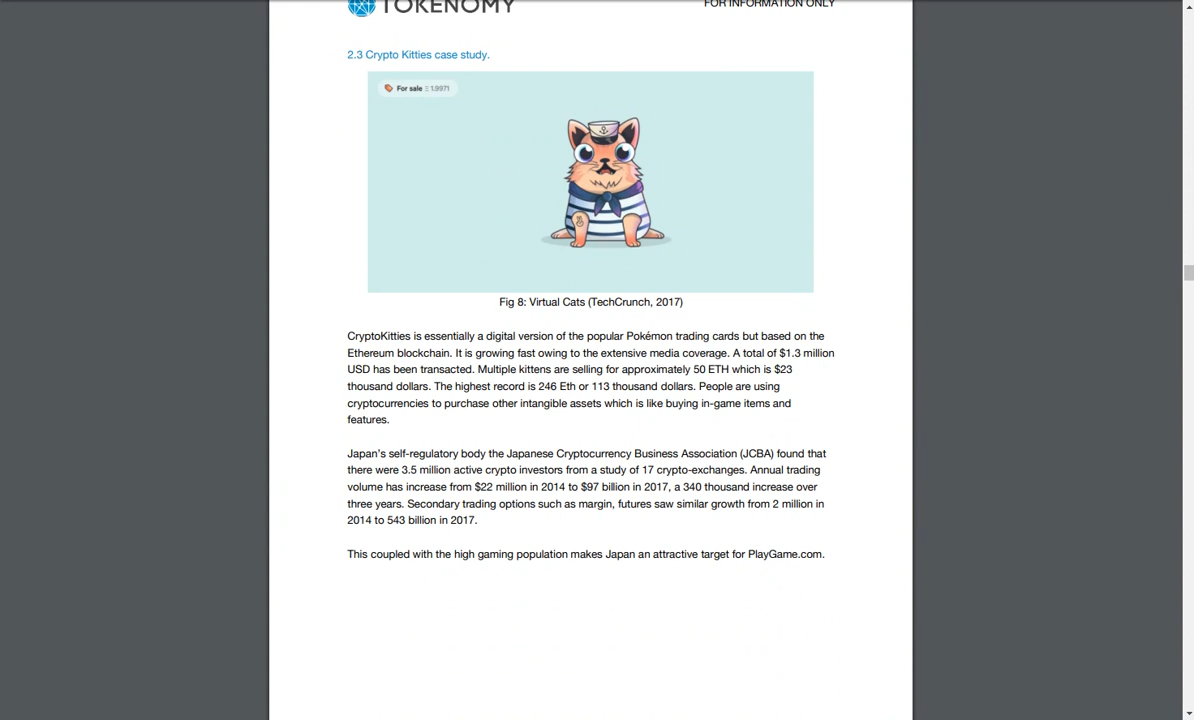 TOKENOMY
FOR INFORMATION ONLY
2.3 Crypto Kitties case study.
For sale Ξ 1.9971
Fig 8: Virtual Cats (TechCrunch, 2017)
CryptoKitties is essentially a digital version of the popular Pokémon trading cards but based on the
Ethereum blockchain. It is growing fast owing to the extensive media coverage. A total of $1.3 million
USD has been transacted. Multiple kittens are selling for approximately 50 ETH which is $23
thousand dollars. The highest record is 246 Eth or 113 thousand dollars. People are using
cryptocurrencies to purchase other intangible assets which is like buying in-game items and
features.
Japan's self-regulatory body the Japanese Cryptocurrency Business Association (JCBA) found that
there were 3.5 million active crypto investors from a study of 17 crypto-exchanges. Annual trading
volume has increase from $22 million in 2014 to $97 billion in 2017, a 340 thousand increase over
three years. Secondary trading options such as margin, futures saw similar growth from 2 million in
2014 to 543 billion in 2017.
This coupled with the high gaming population makes Japan an attractive target for PlayGame.com.